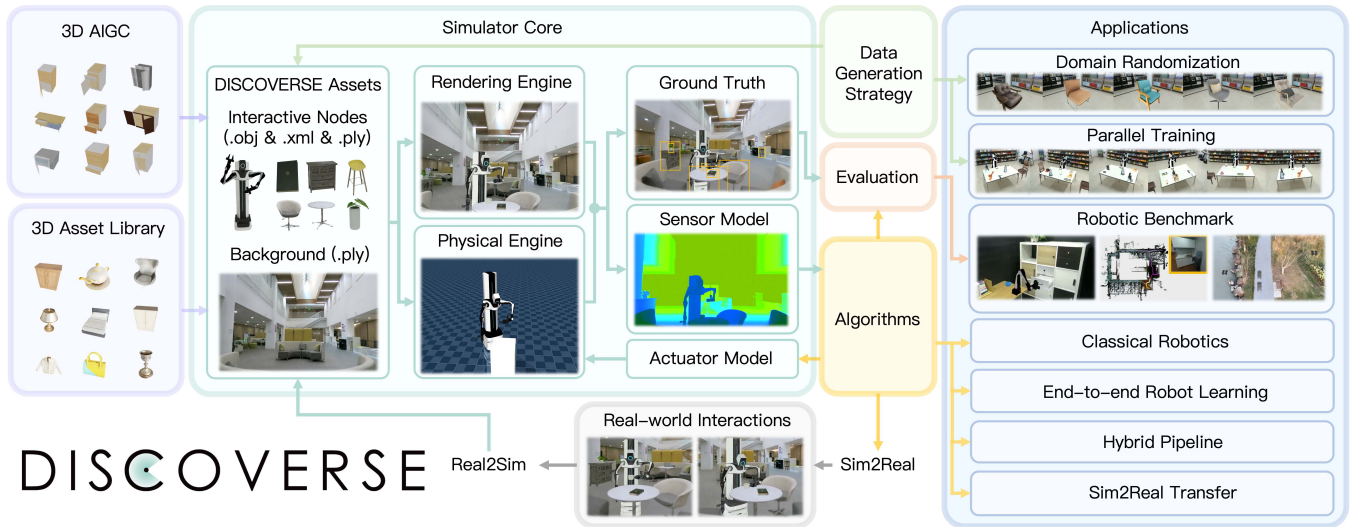 3D AIGC
3D Asset Library
Simulator Core
DISCOVERSE Assets
Interactive Nodes
(.obj & .xml & .ply)
Background (.ply)
Rendering Engine
Physical Engine
Ground Truth
Sensor Model
Actuator Model
Data
Generation
Strategy
Evaluation
Algorithms
Applications
Domain Randomization
Parallel Training
Robotic Benchmark
Classical Robotics
End-to-end Robot Learning
Hybrid Pipeline
Sim2Real Transfer
Real-world Interactions
Real2Sim
Sim2Real
DISCOVERSE